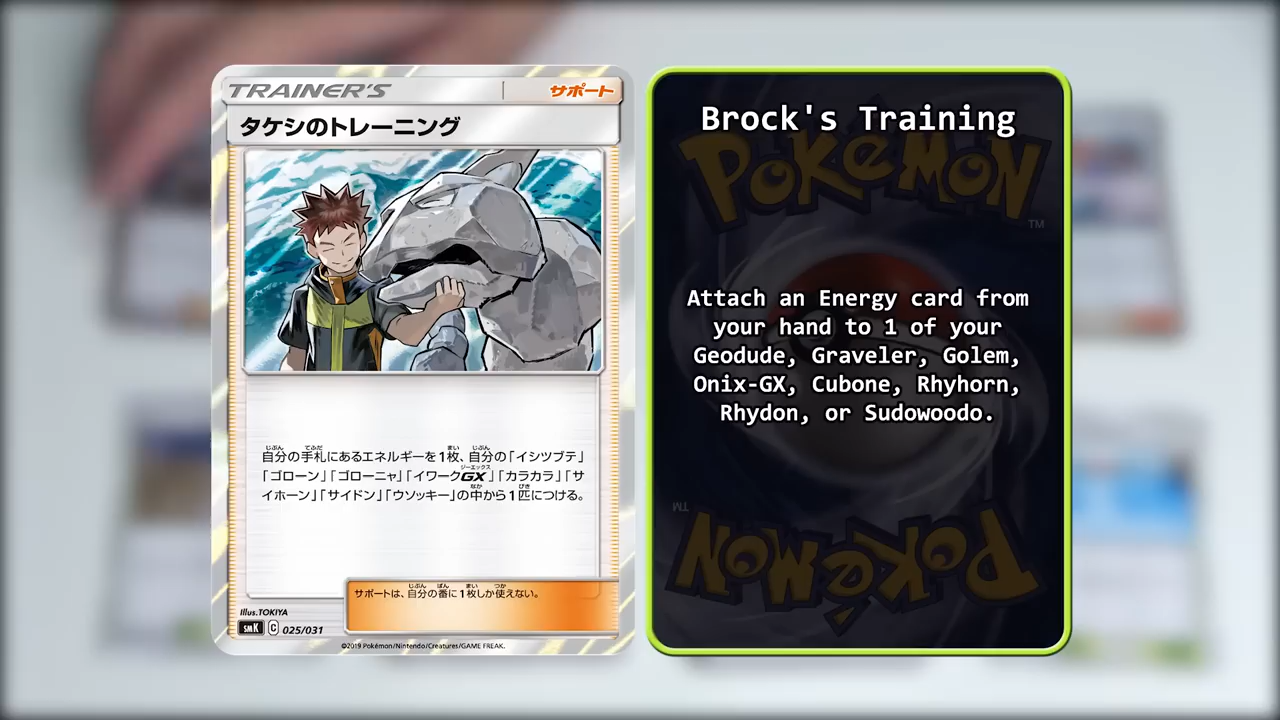 TRAINER'S
サポート
タケシのトレーニング
自分の手札にあるエネルギーを1枚、自分の「イシツブテ」
「ゴローン」「ゴローニャ」「イワークGX」「カラカラ」「サ
イホーン」「サイドン」「ウソッキー」の中から1匹につける。
サポートは、自分の番に1枚しか使えない。
Illus.TOKIYA
SMK C 025/031
©2019 Pokémon/Nintendo/Creatures/GAME FREAK.
Brock's Training
POKéMON
TM
Attach an Energy card from
your hand to 1 of your
Geodude, Graveler, Golem,
Onix-GX, Cubone, Rhyhorn,
Rhydon, or Sudowoodo.
TM
POKéMON